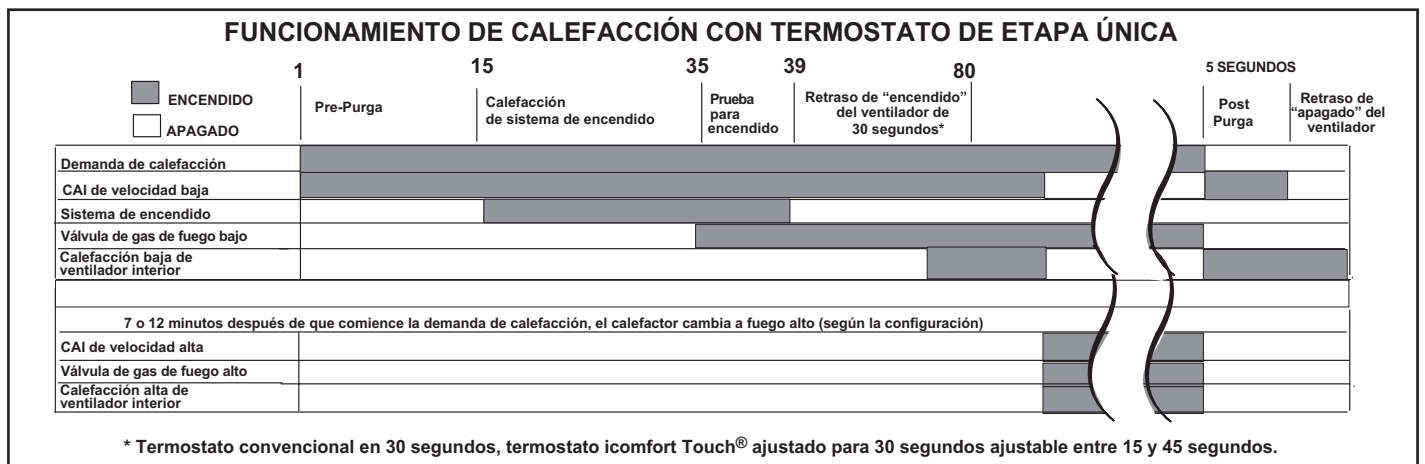 FUNCIONAMIENTO DE CALEFACCIÓN CON TERMOSTATO DE ETAPA ÚNICA
1 15 35 39 80 5 SEGUNDOS
ENCENDIDO
APAGADO
Pre-Purga
Calefacción
de sistema de encendido
Prueba
para
encendido
Retraso de “encendido”
del ventilador de
30 segundos*
Post
Purga
Retraso de
“apagado” del
ventilador
Demanda de calefacción
CAI de velocidad baja
Sistema de encendido
Válvula de gas de fuego bajo
Calefacción baja de
ventilador interior
7 o 12 minutos después de que comience la demanda de calefacción, el calefactor cambia a fuego alto (según la configuración)
CAI de velocidad alta
Válvula de gas de fuego alto
Calefacción alta de
ventilador interior
* Termostato convencional en 30 segundos, termostato icomfort Touch® ajustado para 30 segundos ajustable entre 15 y 45 segundos.